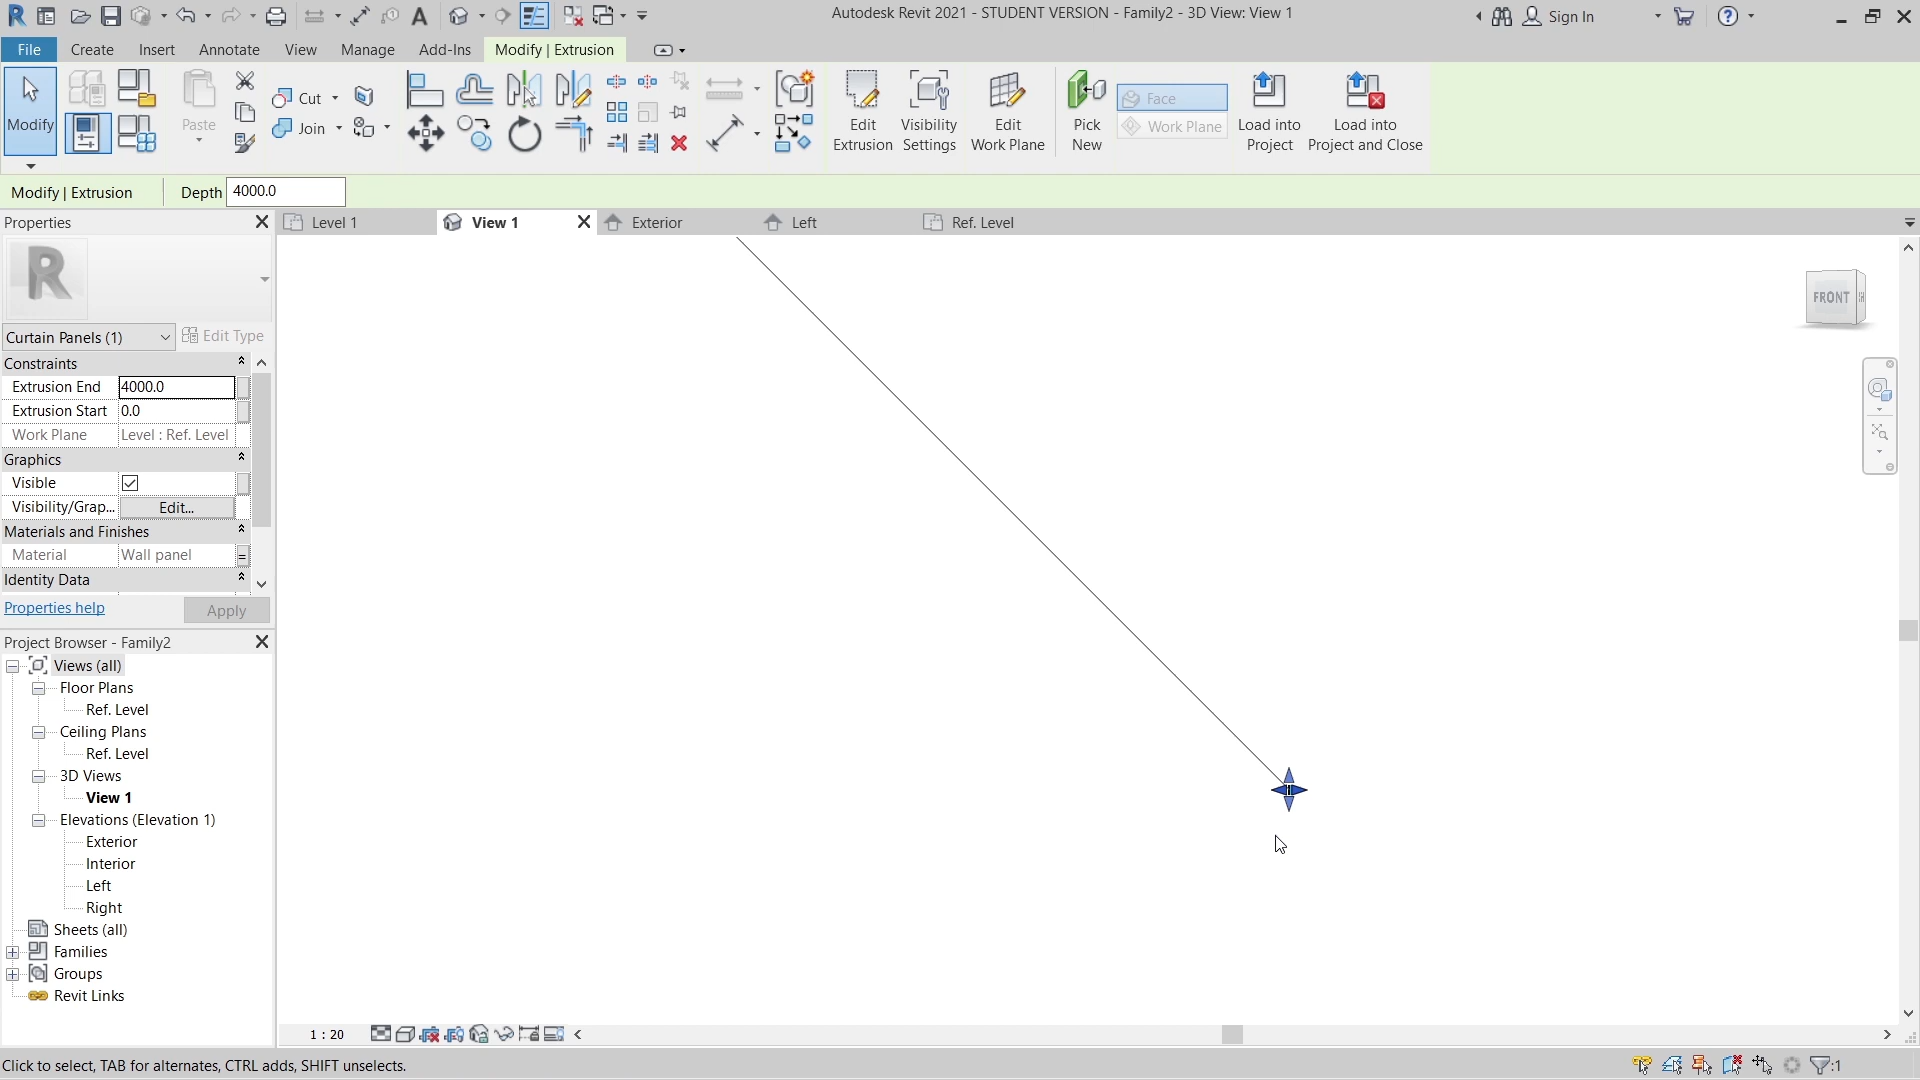 Autodesk Revit 2021 - STUDENT VERSION - Family2 - 3D View: View 1
Sign In
File Create Insert Annotate View Manage Add-Ins Modify | Extrusion
Modify
Paste
Cut
Join
Edit Extrusion
Visibility Settings
Edit Work Plane
Pick New
Face
Work Plane
Load into Project
Load into Project and Close
Modify | Extrusion Depth 4000.0
Properties
Level 1 View 1 Exterior Left Ref. Level
R
Curtain Panels (1) Edit Type
Constraints
Extrusion End 4000.0
Extrusion Start 0.0
Work Plane Level : Ref. Level
Graphics
Visible
Visibility/Grap... Edit...
Materials and Finishes
Material Wall panel =
Identity Data
Properties help Apply
FRONT
Project Browser - Family2
Views (all)
Floor Plans
Ref. Level
Ceiling Plans
Ref. Level
3D Views
View 1
Elevations (Elevation 1)
Exterior
Interior
Left
Right
Sheets (all)
Families
Groups
Revit Links
1 : 20
Click to select, TAB for alternates, CTRL adds, SHIFT unselects.
:1